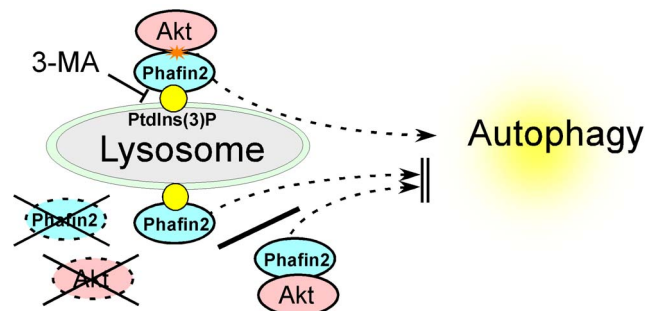 Akt
3-MA
Phafin2
PtdIns(3)P
Autophagy
Lysosome
Phafin2
Phafin2
Phafin2
Akt
Akt